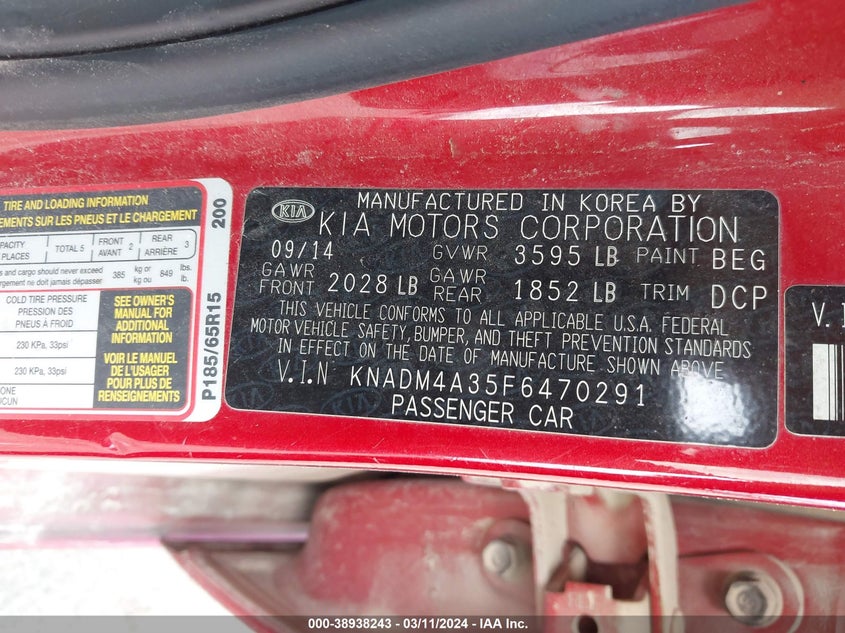 TIRE AND LOADING INFORMATION
SUR LES PNEUS ET LE CHARGEMENT
TOTAL 5
FRONT
AVANT 2
REAR
ARRIÈRE 3
PLACES
and cargo should never exceed
ne doit jamais dépasser
385
kg or
kg ou
849
lbs.
lb.
COLD TIRE PRESSURE
PRESSION DES
PNEUS À FROID
230 KPa, 33psi
230 KPa, 33psi
SEE OWNER'S
MANUAL FOR
ADDITIONAL
INFORMATION
VOIR LE MANUEL
DE L'USAGER
POUR PLUS DE
RENSEIGNEMENTS
P185/65R15
200
KIA
MANUFACTURED IN KOREA BY
KIA MOTORS CORPORATION
09/14 GVWR 3595 LB PAINT BEG
GAWR FRONT 2028 LB GAWR REAR 1852 LB TRIM DCP
THIS VEHICLE CONFORMS TO ALL APPLICABLE U.S.A. FEDERAL
MOTOR VEHICLE SAFETY, BUMPER, AND THEFT PREVENTION STANDARDS
IN EFFECT ON THE DATE OF MANUFACTURE SHOWN ABOVE.
V.I.N KNADM4A35F6470291
PASSENGER CAR
V.I
000-38938243 - 03/11/2024 - IAA Inc.